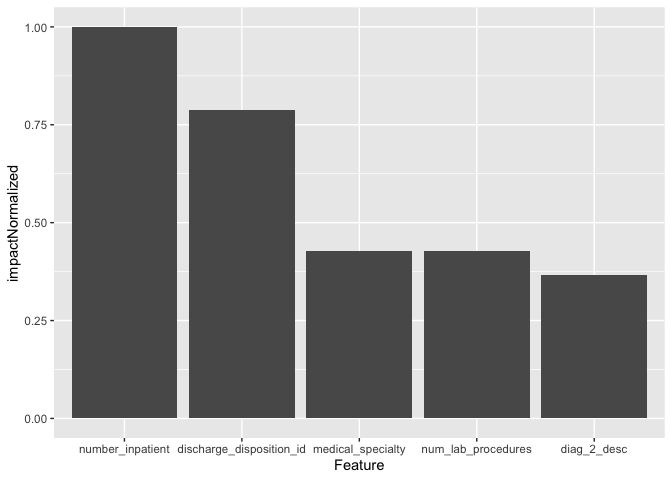 impactNormalized
1.00
0.75
0.50
0.25
0.00
number_inpatient discharge_disposition_id medical_specialty num_lab_procedures diag_2_desc
Feature